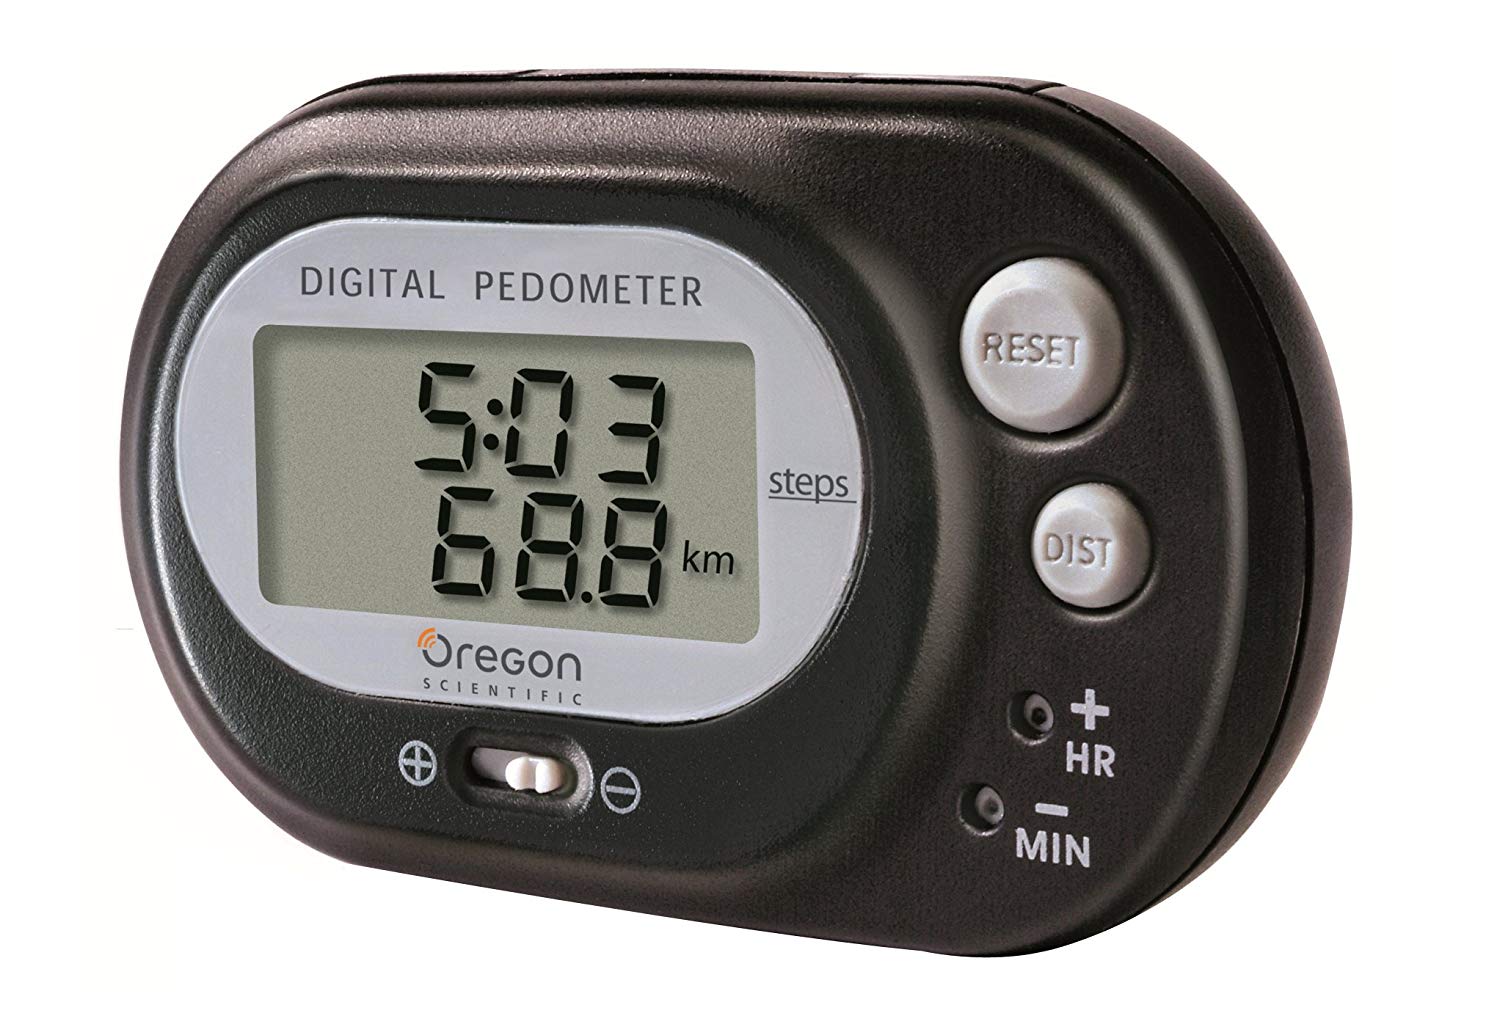 DIGITAL PEDOMETER
5:03
steps
68.8 km
Oregon
SCIENTIFIC
RESET
DIST
+
HR
-
MIN